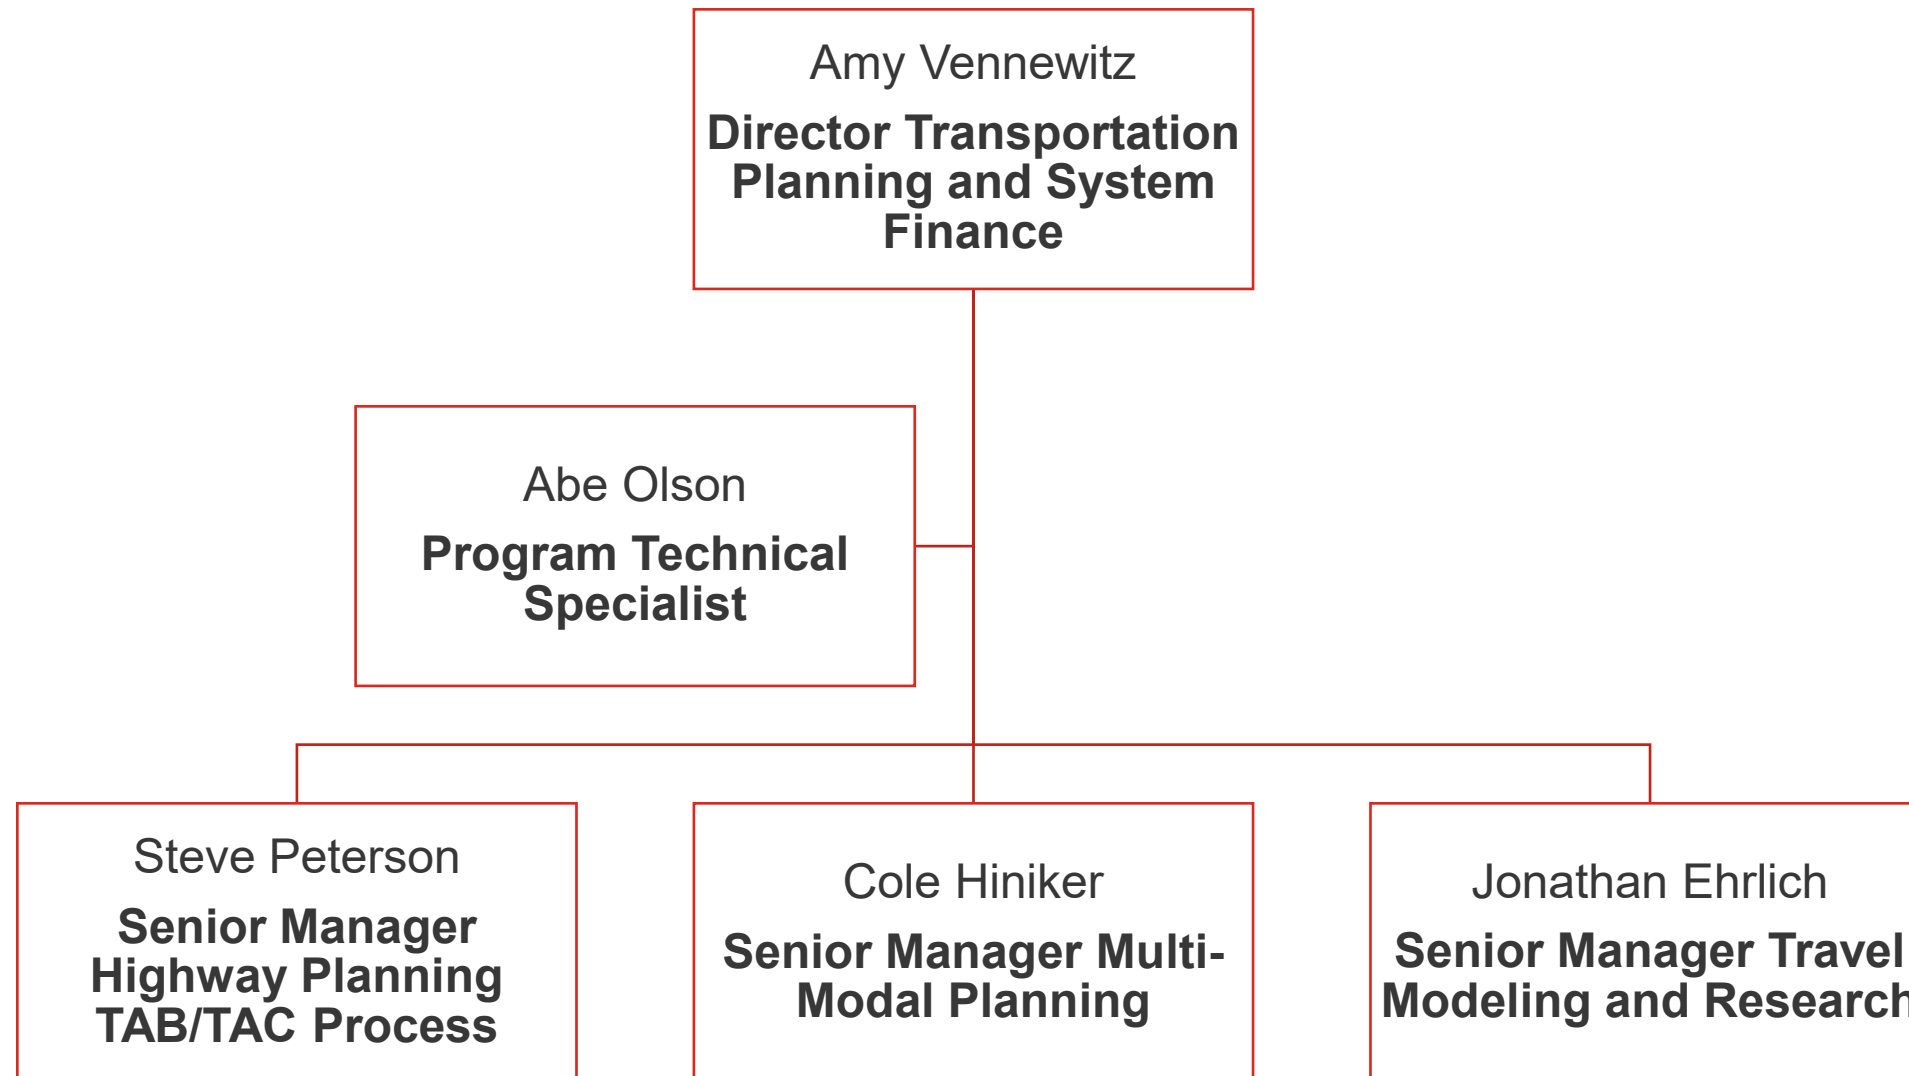 Amy Vennewitz
Director Transportation
Planning and System
Finance
Abe Olson
Program Technical
Specialist
Steve Peterson
Senior Manager
Highway Planning
TAB/TAC Process
Cole Hiniker
Senior Manager Multi-
Modal Planning
Jonathan Ehrlich
Senior Manager Travel
Modeling and Research